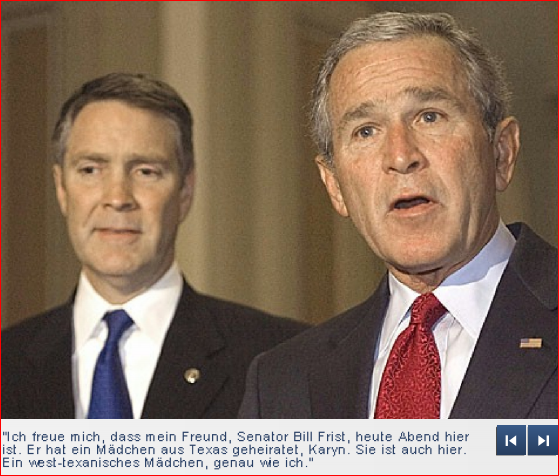 "Ich freue mich, dass mein Freund, Senator Bill Frist, heute Abend hier
ist. Er hat ein Mädchen aus Texas geheiratet, Karyn. Sie ist auch hier.
Ein west-texanisches Mädchen, genau wie ich."